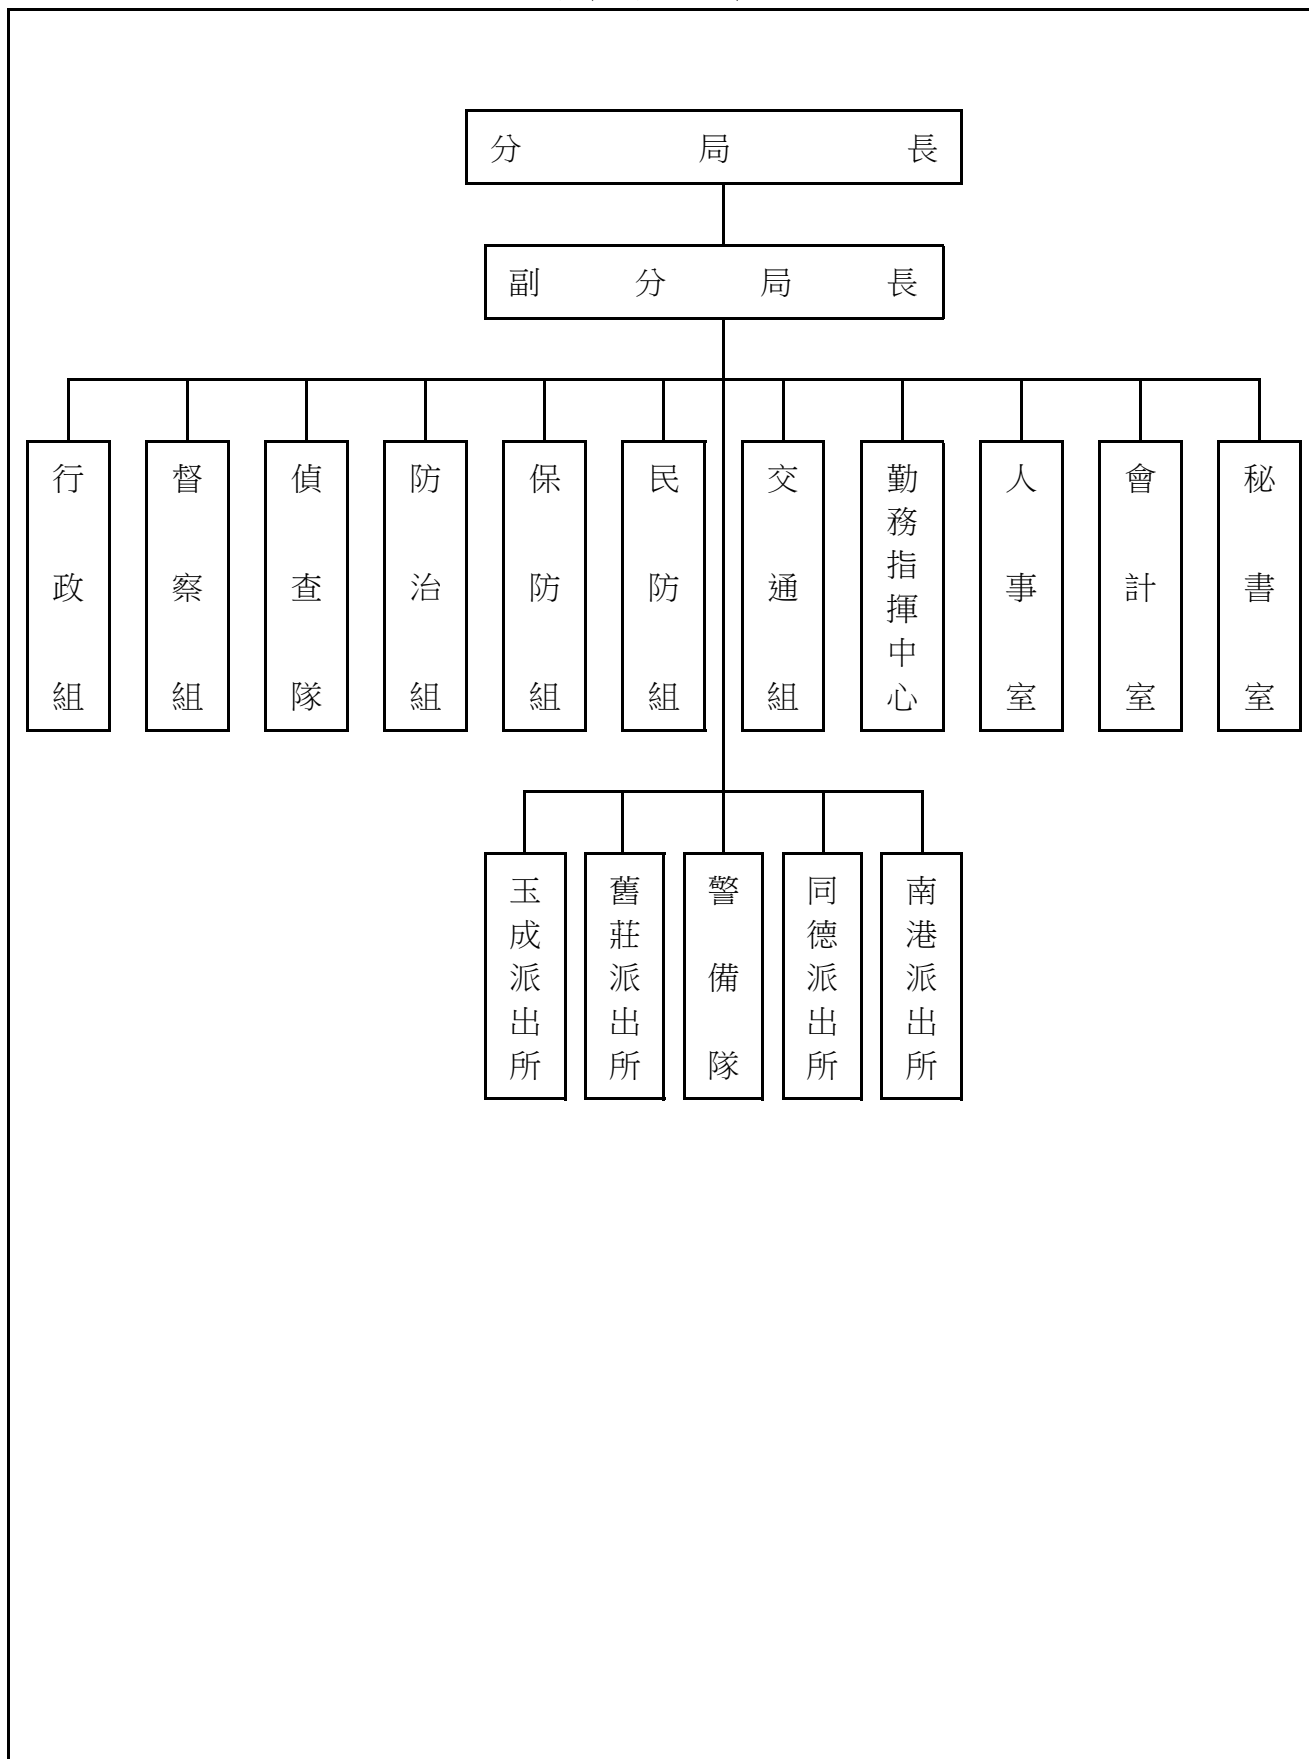 分局長
副分局長
行政組
督察組
偵查隊
防治組
保防組
民防組
交通組
勤務指揮中心
人事室
會計室
秘書室
玉成派出所
舊莊派出所
警備隊
同德派出所
南港派出所